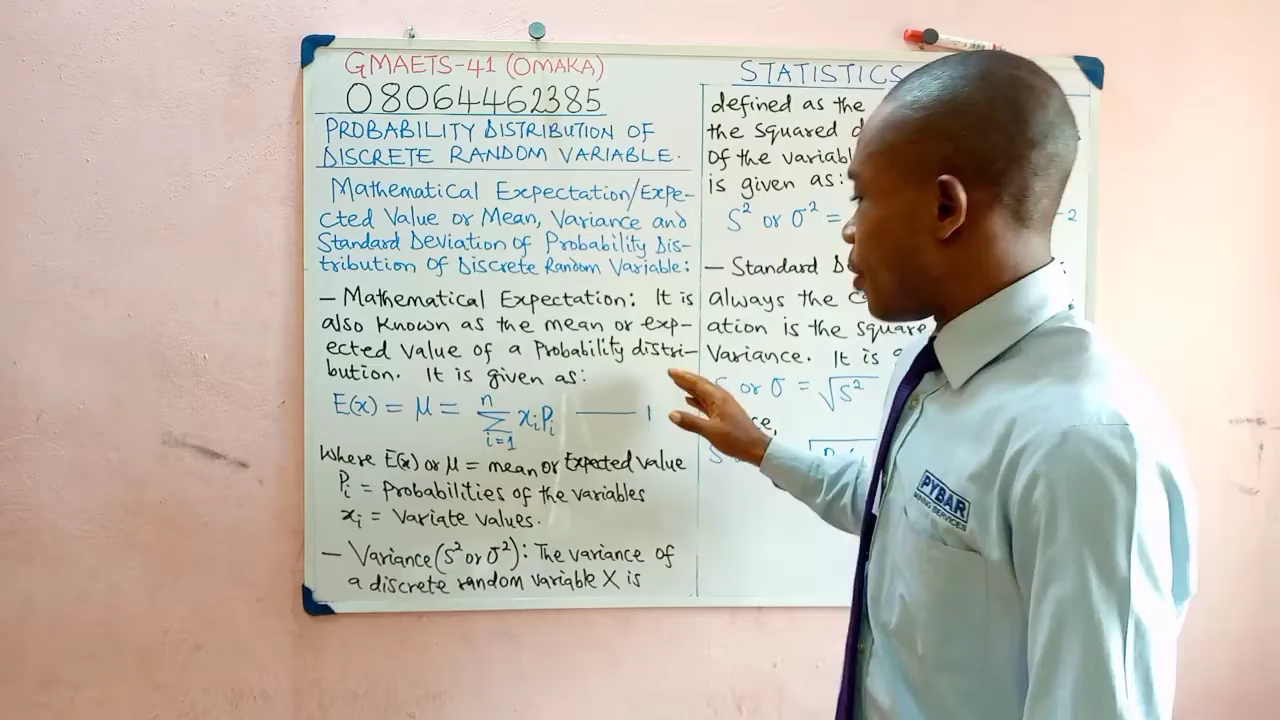 GMAETS-41 (OMAKA)
08064462385
PROBABILITY DISTRIBUTION OF
DISCRETE RANDOM VARIABLE.
Mathematical Expectation/Expe-
cted Value or Mean, Variance and
Standard Deviation of Probability Dis-
tribution of Discrete Random Variable:
— Mathematical Expectation: It is
also known as the mean or exp-
ected value of a probability distri-
bution. It is given as:
E(x) = μ = n∑i=1 xᵢPᵢ —— 1
Where E(x) or μ = mean or Expected value
Pᵢ = probabilities of the variables
xᵢ = Variate values.
— Variance (S² or σ²): The variance of
a discrete random variable X is
STATISTICS
defined as the
the squared
of the
is given as:
S² or σ² = 2
— Standard
always the
ation is the square
Variance. It is
or σ = √S²
PYBAR
MINING SERVICES